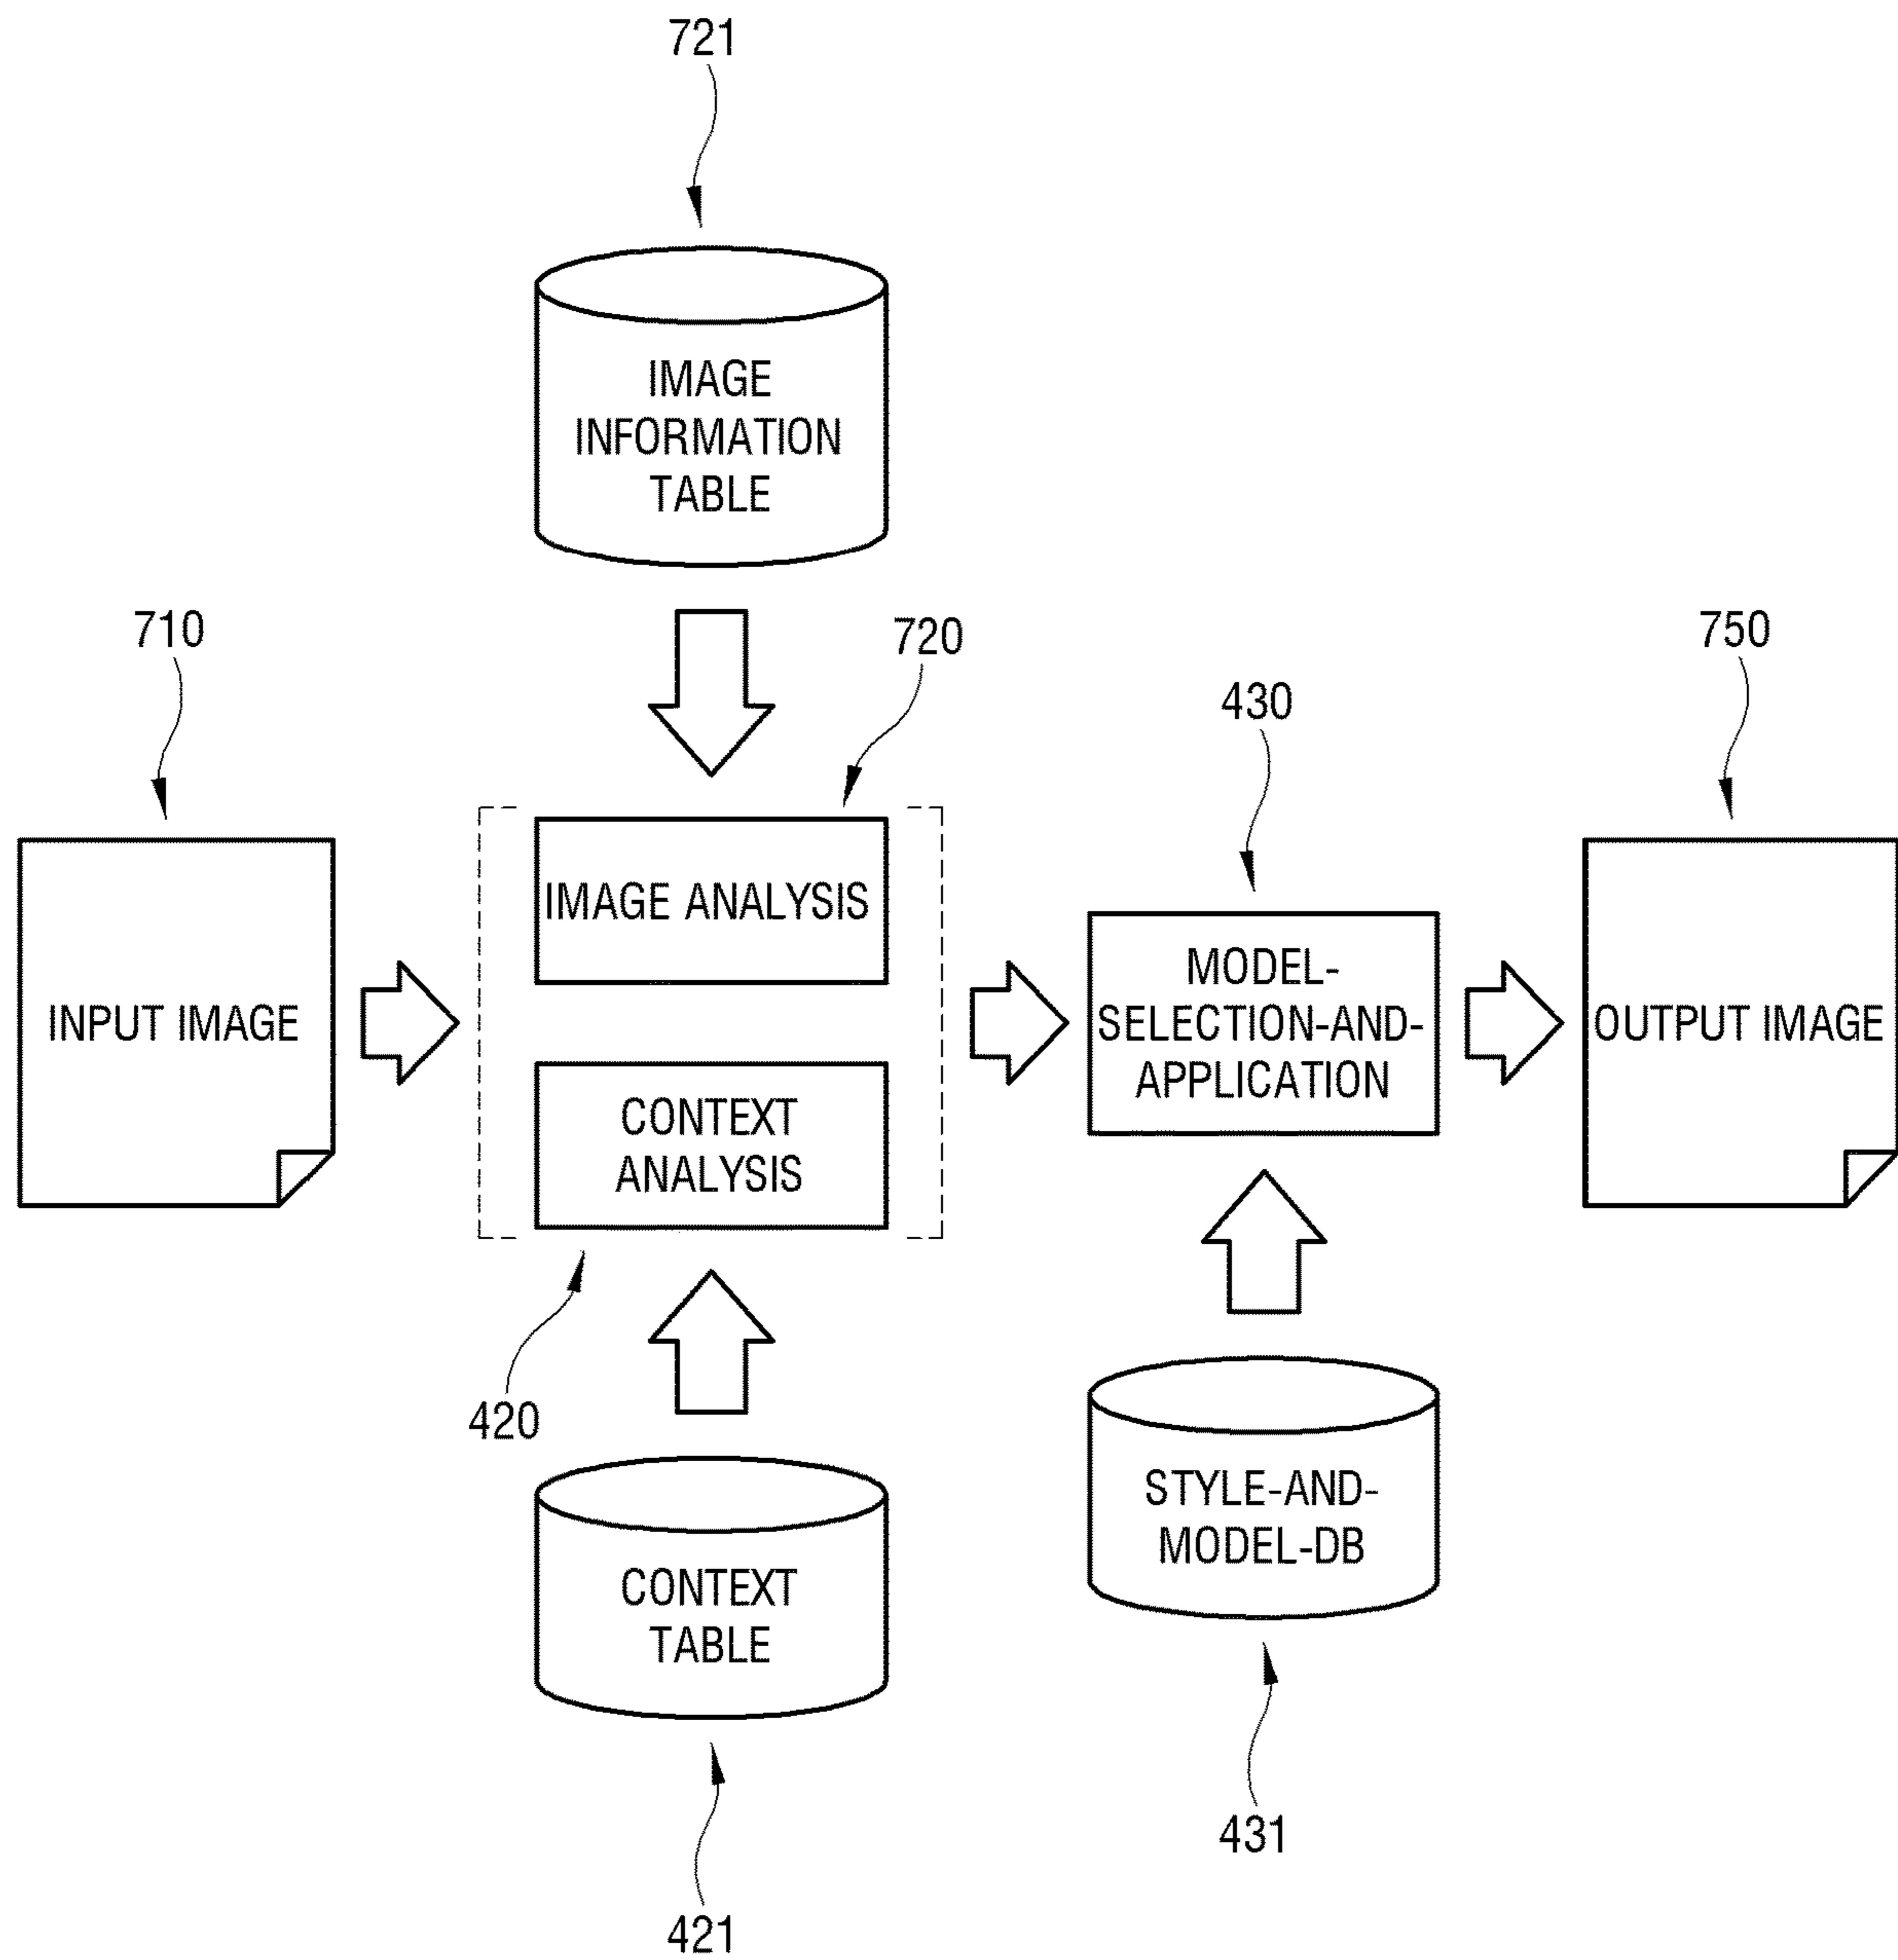 721
IMAGE
INFORMATION
TABLE
710
720
430
750
INPUT IMAGE
IMAGE ANALYSIS
CONTEXT
ANALYSIS
MODEL-
SELECTION-AND-
APPLICATION
OUTPUT IMAGE
420
CONTEXT
TABLE
STYLE-AND-
MODEL-DB
431
421